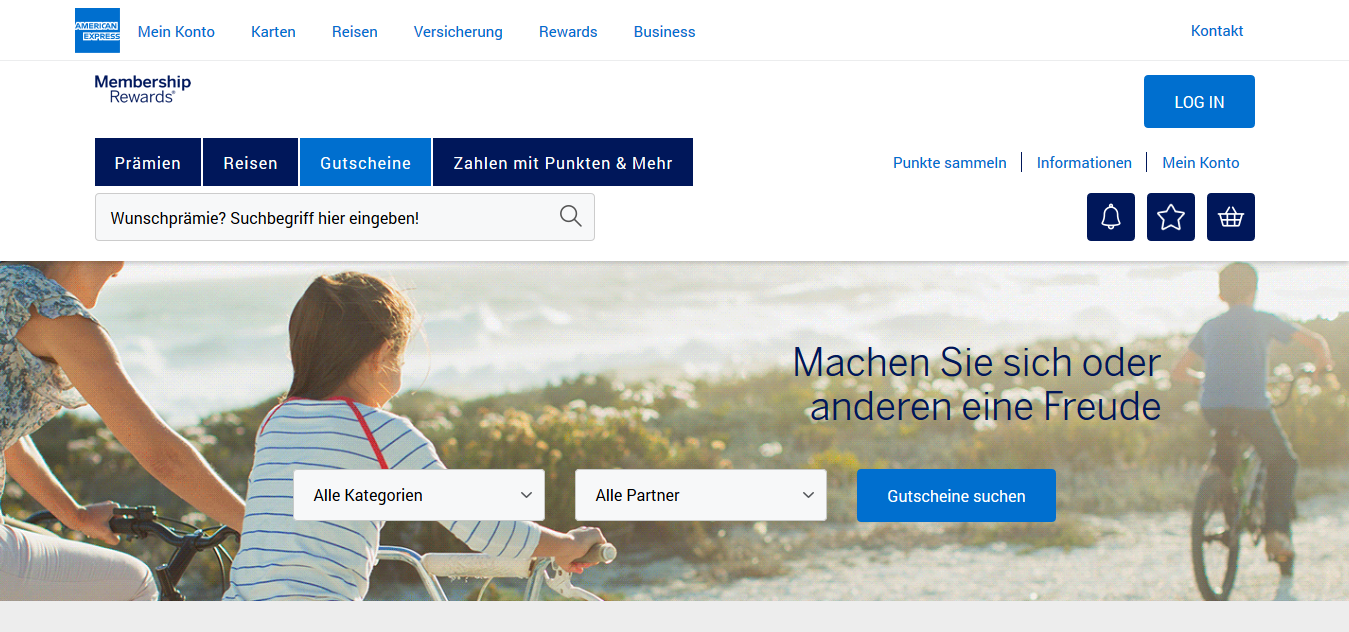 AMERICAN
EXPRESS
Mein Konto Karten Reisen Versicherung Rewards Business Kontakt
Membership
Rewards®
LOG IN
Prämien Reisen Gutscheine Zahlen mit Punkten & Mehr Punkte sammeln Informationen Mein Konto
Wunschprämie? Suchbegriff hier eingeben!
Machen Sie sich oder
anderen eine Freude
Alle Kategorien Alle Partner Gutscheine suchen